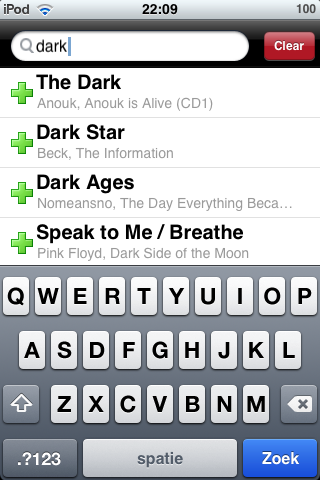 iPod 22:09 100
dark Clear
The Dark
Anouk, Anouk is Alive (CD1)
Dark Star
Beck, The Information
Dark Ages
Nomeansno, The Day Everything Beca…
Speak to Me / Breathe
Pink Floyd, Dark Side of the Moon
Q W E R T Y U I O P
A S D F G H J K L
Z X C V B N M
.?123 spatie Zoek